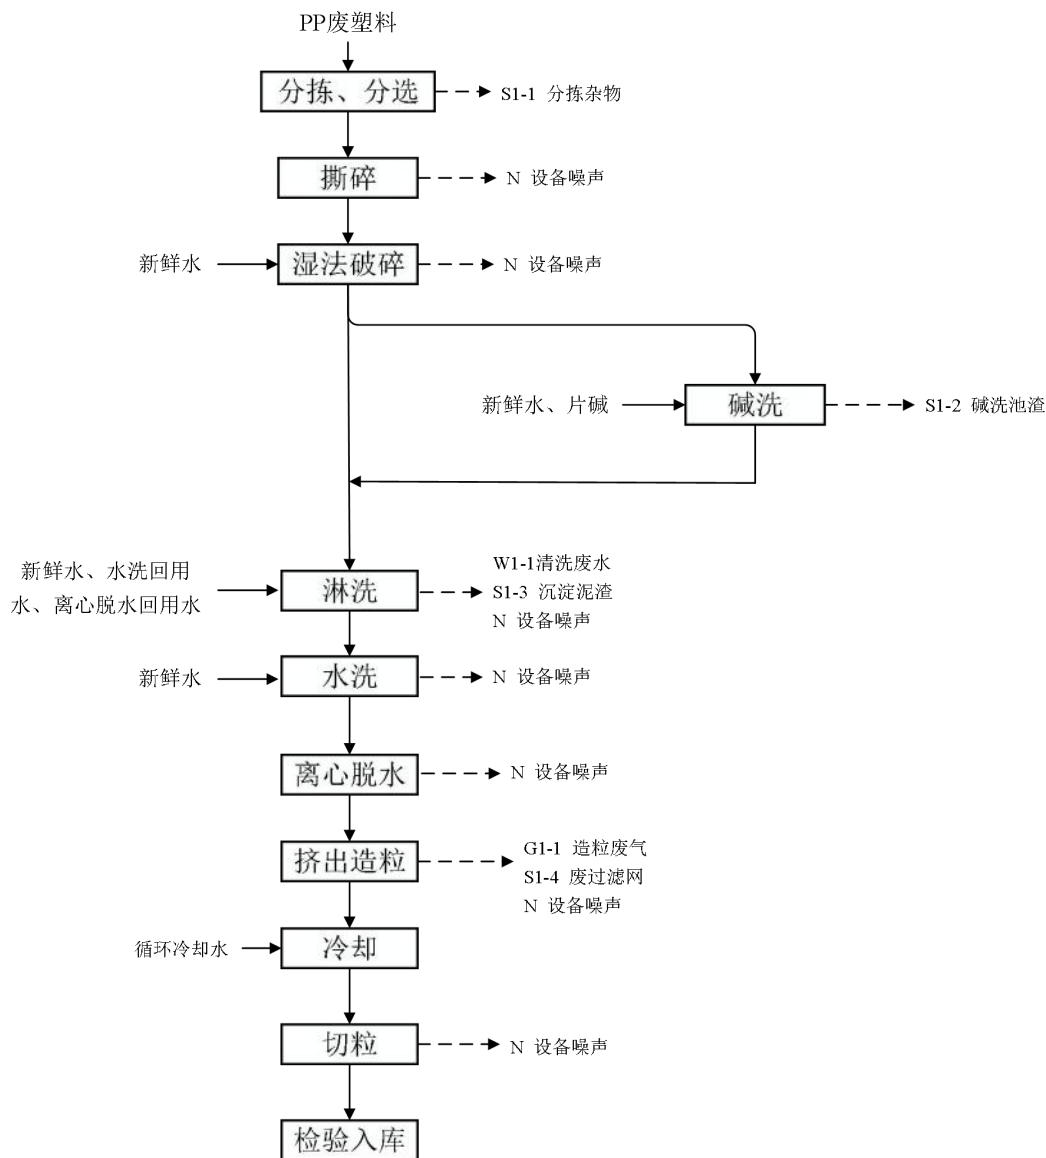 PP废塑料
分拣、分选
S1-1 分拣杂物
撕碎
N 设备噪声
新鲜水
湿法破碎
N 设备噪声
新鲜水、片碱
碱洗
S1-2 碱洗池渣
新鲜水、水洗回用
水、离心脱水回用水
淋洗
W1-1清洗废水
S1-3 沉淀泥渣
N 设备噪声
新鲜水
水洗
N 设备噪声
离心脱水
N 设备噪声
挤出造粒
G1-1 造粒废气
S1-4 废过滤网
N 设备噪声
循环冷却水
冷却
切粒
N 设备噪声
检验入库